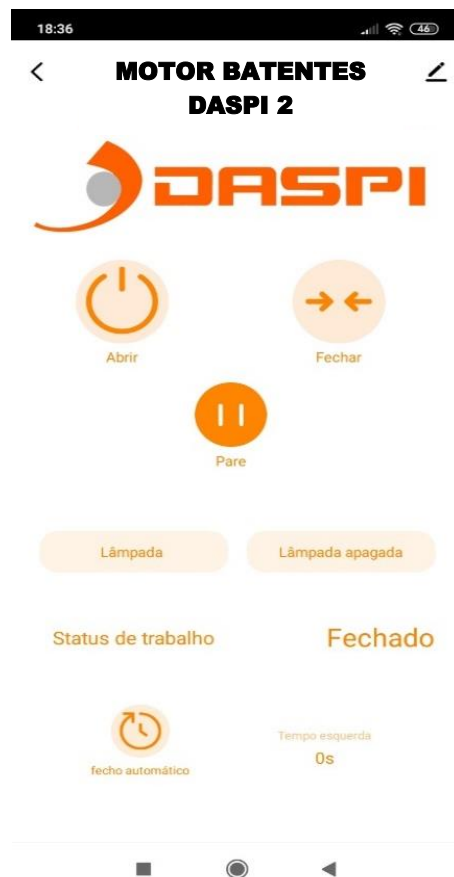 18:36
46
MOTOR BATENTES
DASPI 2
DASPI
Abrir
Fechar
Pare
Lâmpada
Lâmpada apagada
Status de trabalho
Fechado
fecho automático
Tempo esquerda
0s